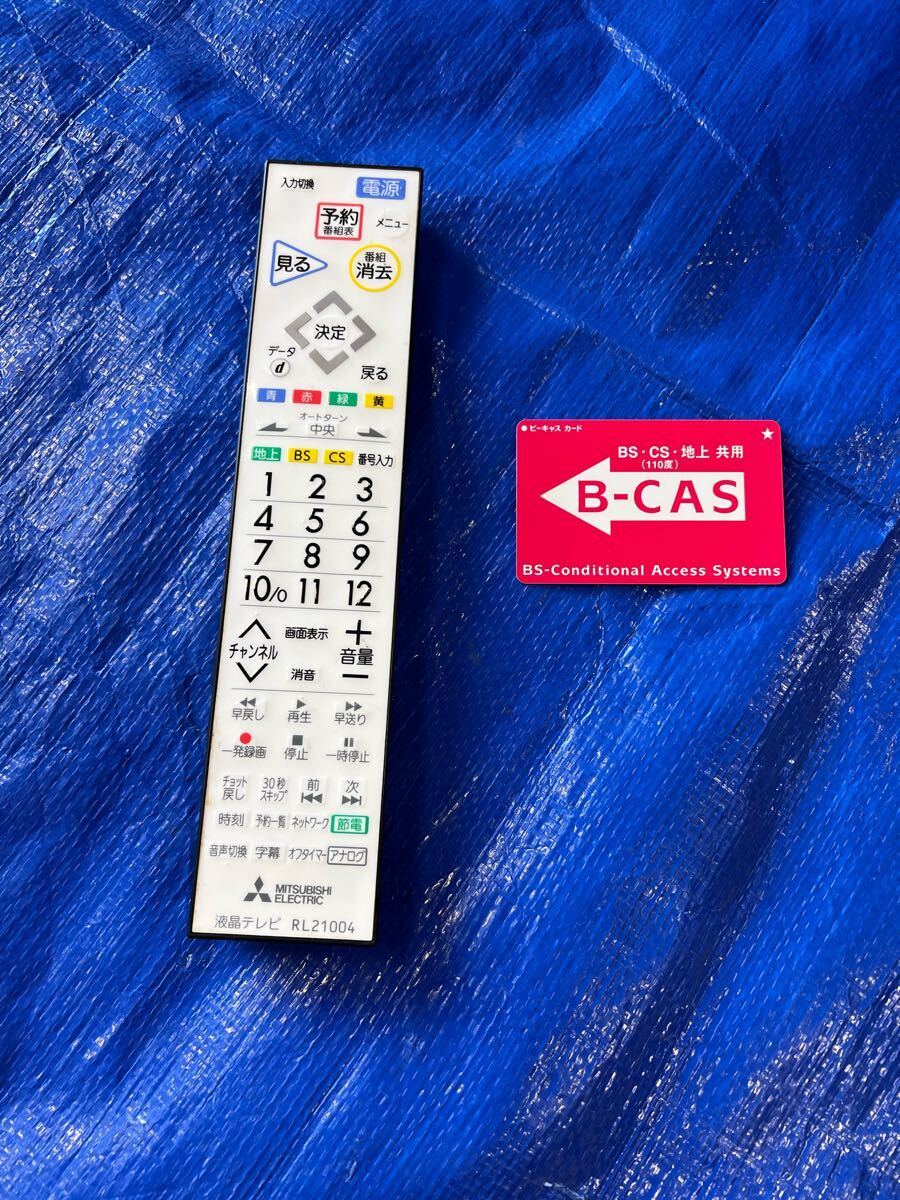 入力切換
電源
予約
番組表
メニュー
見る
番組
消去
決定
データ
d
戻る
青 赤 緑 黄
オートターン
中央
地上 BS CS 番号入力
1 2 3
4 5 6
7 8 9
10/0 11 12
画面表示
チャンネル
+
音量
−
消音
早戻し 再生 早送り
一発録画 停止 一時停止
チョット
戻し
30秒
スキップ
前
次
時刻 予約一覧 ネットワーク 節電
音声切換 字幕 オフタイマー アナログ
MITSUBISHI
ELECTRIC
液晶テレビ RL21004
ビーキャス カード
BS・CS・地上 共用
(110度)
B-CAS
BS-Conditional Access Systems